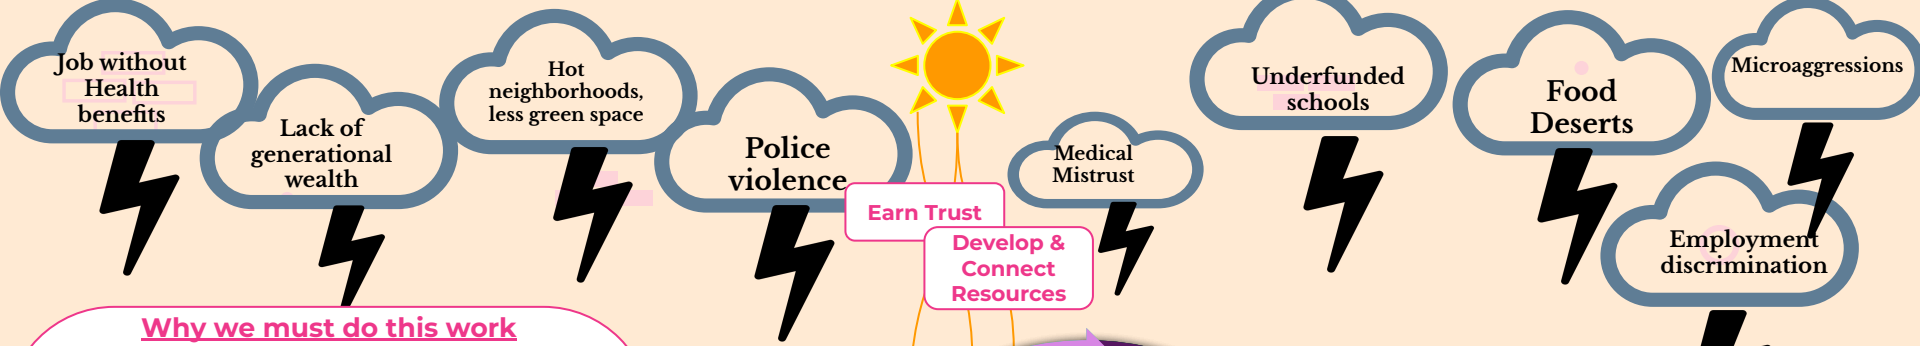 Job without
Health
benefits
Lack of
generational
wealth
Hot
neighborhoods,
less green space
Police
violence
Earn Trust
Develop &
Connect
Resources
Medical
Mistrust
Underfunded
schools
Food
Deserts
Microaggressions
Employment
discrimination
Why we must do this work